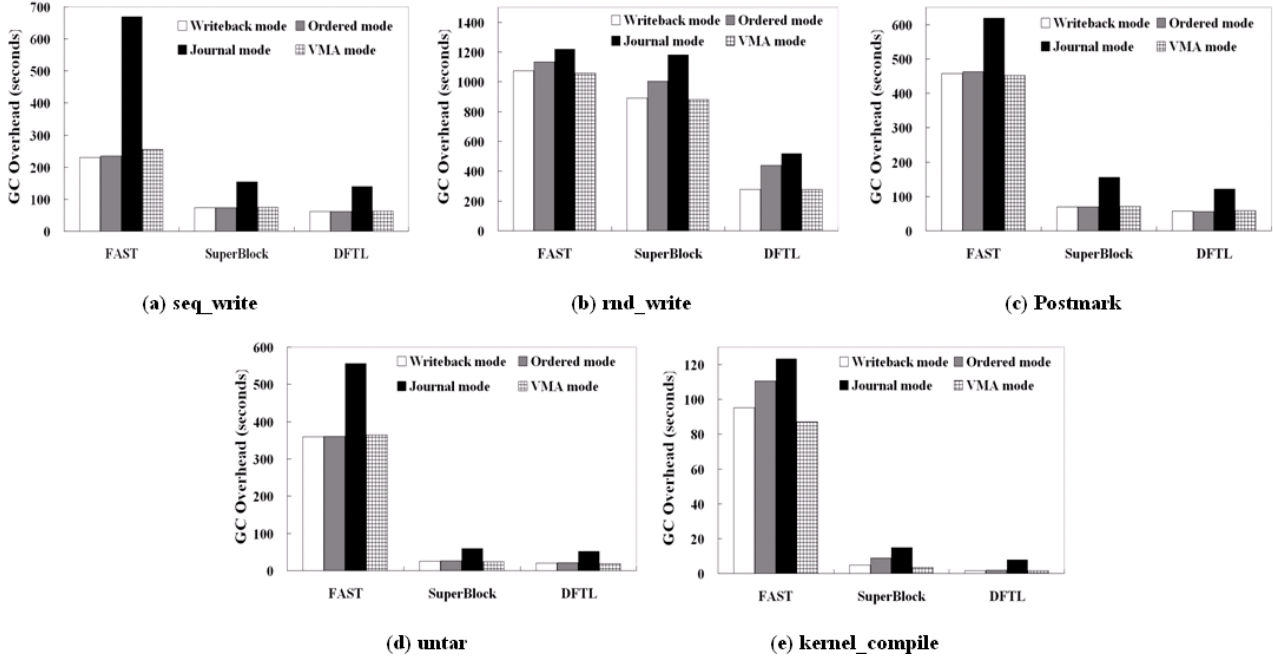 700
600
500
400
300
200
100
0
GC Overhead (seconds)
Writeback mode Ordered mode
Journal mode VMA mode
FAST SuperBlock DFTL
(a) seq_write
1400
1200
1000
800
600
400
200
0
GC Overhead (seconds)
Writeback mode Ordered mode
Journal mode VMA mode
FAST SuperBlock DFTL
(b) rnd_write
600
500
400
300
200
100
0
GC Overhead (seconds)
Writeback mode Ordered mode
Journal mode VMA mode
FAST SuperBlock DFTL
(c) Postmark
600
500
400
300
200
100
0
GC Overhead (seconds)
Writeback mode Ordered mode
Journal mode VMA mode
FAST SuperBlock DFTL
(d) untar
120
100
80
60
40
20
0
GC Overhead (seconds)
Writeback mode Ordered mode
Journal mode VMA mode
FAST SuperBlock DFTL
(e) kernel_compile